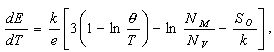 dE/dT = k/e [3(1 − ln θ/T) − ln N_M/N_V − S_O/k],